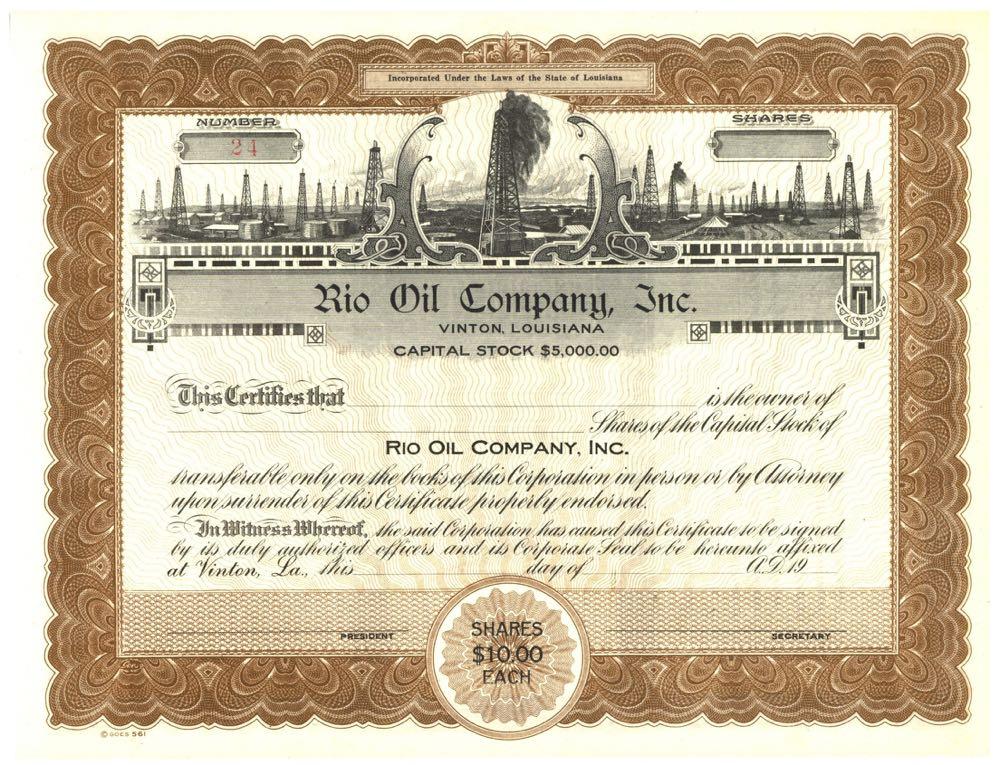 Incorporated Under the Laws of the State of Louisiana
NUMBER
24
SHARES
Rio Oil Company, Inc.
VINTON, LOUISIANA
CAPITAL STOCK $5,000.00
This Certifies that is the owner of
Shares of the Capital Stock of
RIO OIL COMPANY, INC.
transferable only on the books of this Corporation in person or by Attorney
upon surrender of this Certificate properly endorsed.
In Witness Whereof, the said Corporation has caused this Certificate to be signed
by its duly authorized officers and its Corporate Seal to be hereunto affixed
at Vinton, La., this day of A.D. 19
PRESIDENT
SECRETARY
SHARES
$10.00
EACH
© GOES 561